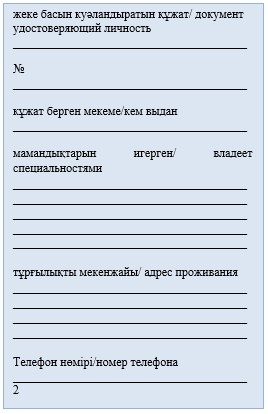 жеке басын куәландыратын құжат/ документ
удостоверяющий личность
№
құжат берген мекеме/кем выдан
мамандықтарын игерген/ владеет
специальностями
тұрғылықты мекенжайы/ адрес проживания
Телефон нөмірі/номер телефона
2